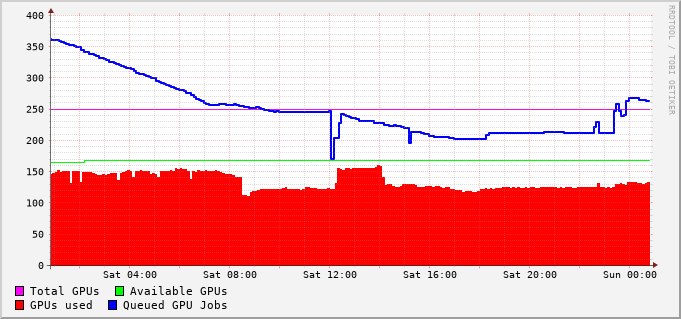 400
350
300
250
200
150
100
50
0
Sat 04:00 Sat 08:00 Sat 12:00 Sat 16:00 Sat 20:00 Sun 00:00
Total GPUs Available GPUs
GPUs used Queued GPU Jobs
RRDTOOL / TOBI OETIKER